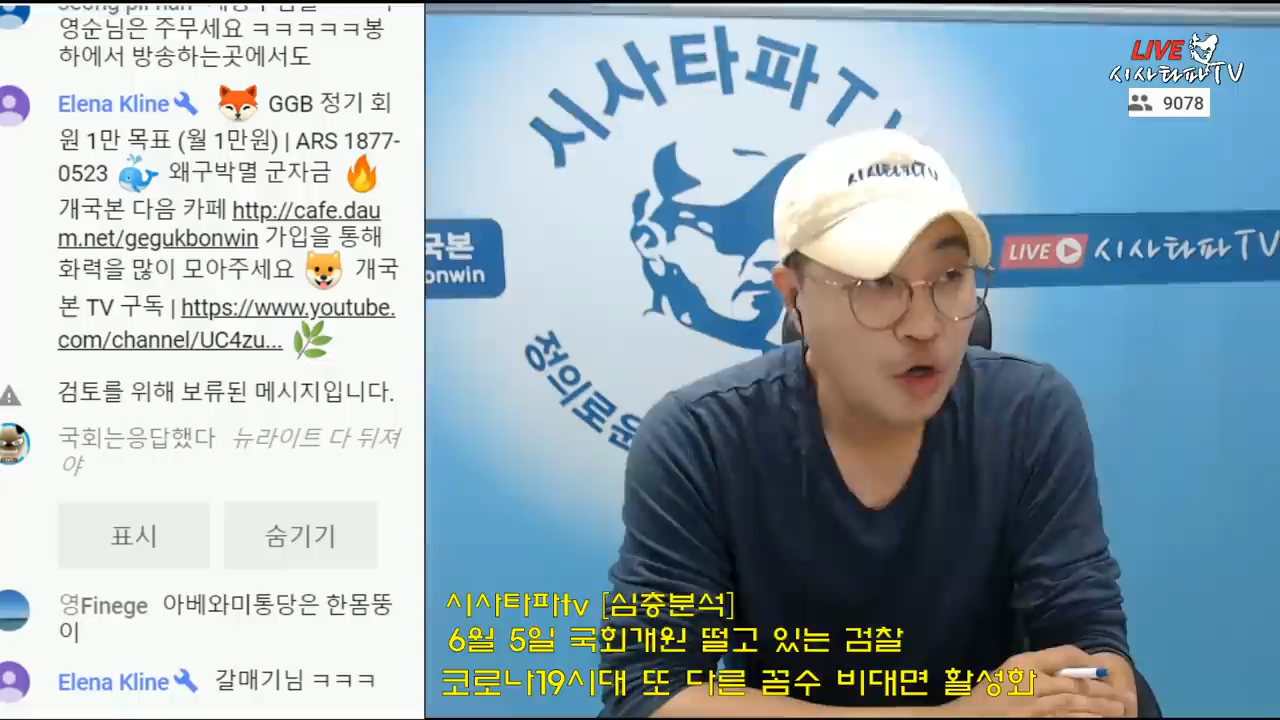 영순님은 주무세요 ㅋㅋㅋㅋㅋ봉
하에서 방송하는곳에서도
Elena Kline GGB 정기 회
원 1만 목표 (월 1만원) | ARS 1877-
0523 왜구박멸 군자금
개국본 다음 카페 http://cafe.dau
m.net/gegukbonwin 가입을 통해
화력을 많이 모아주세요 개국
본 TV 구독 | https://www.youtube.
com/channel/UC4zu...
검토를 위해 보류된 메시지입니다.
국회는응답했다 뉴라이트 다 뒤져
야
표시 숨기기
영Finege 아베와미통당은 한몸뚱
이
Elena Kline 갈매기님 ㅋㅋㅋ
시사타파TV
정의로운
국본
onwin
LIVE
시사타파TV
9078
LIVE 시사타파TV
시사타파tv [심층분석]
6월 5일 국회개원 떨고 있는 검찰
코로나19시대 또 다른 꼼수 비대면 활성화